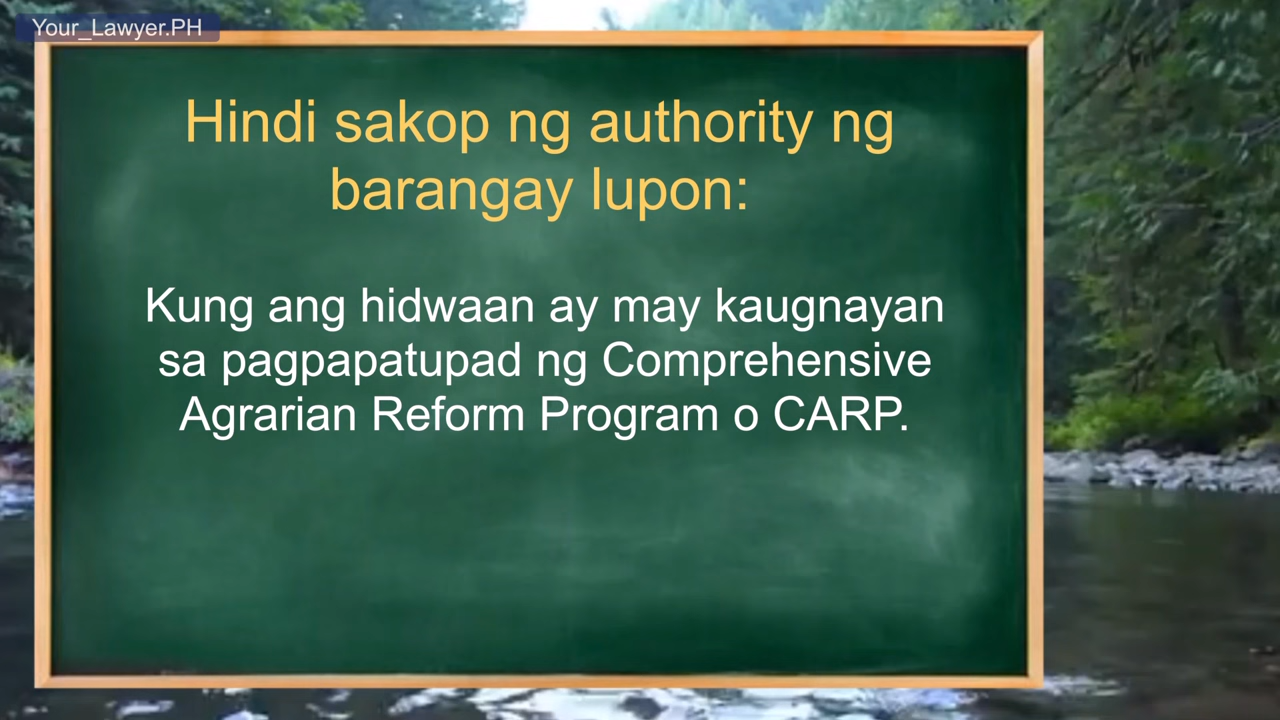 Your_Lawyer.PH
Hindi sakop ng authority ng
barangay lupon:
Kung ang hidwaan ay may kaugnayan
sa pagpapatupad ng Comprehensive
Agrarian Reform Program o CARP.